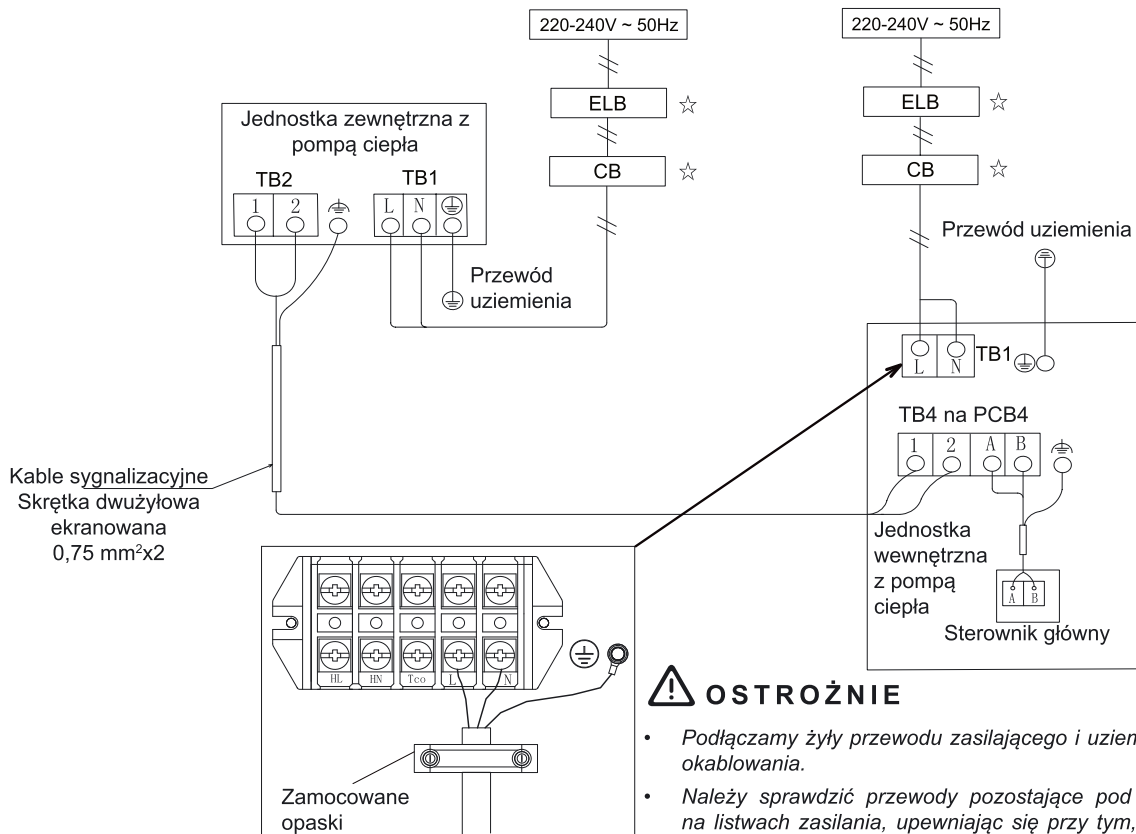 220-240V ~ 50Hz
220-240V ~ 50Hz
ELB ☆
ELB ☆
CB ☆
CB ☆
Jednostka zewnętrzna z
pompą ciepła
TB2
TB1
1 2
L N
Przewód
uziemienia
Przewód uziemienia
L N
TB1
TB4 na PCB4
1 2 A B
Kable sygnalizacyjne
Skrętka dwużyłowa
ekranowana
0,75 mm²x2
Jednostka
wewnętrzna
z pompą
ciepła
A B
Sterownik główny
HL HN Tco L N
Zamocowane
opaski
OSTROŻNIE
• Podłączamy żyły przewodu zasilającego i
okablowania.
• Należy sprawdzić przewody pozostające pod
na listwach zasilania, upewniając się przy tym,